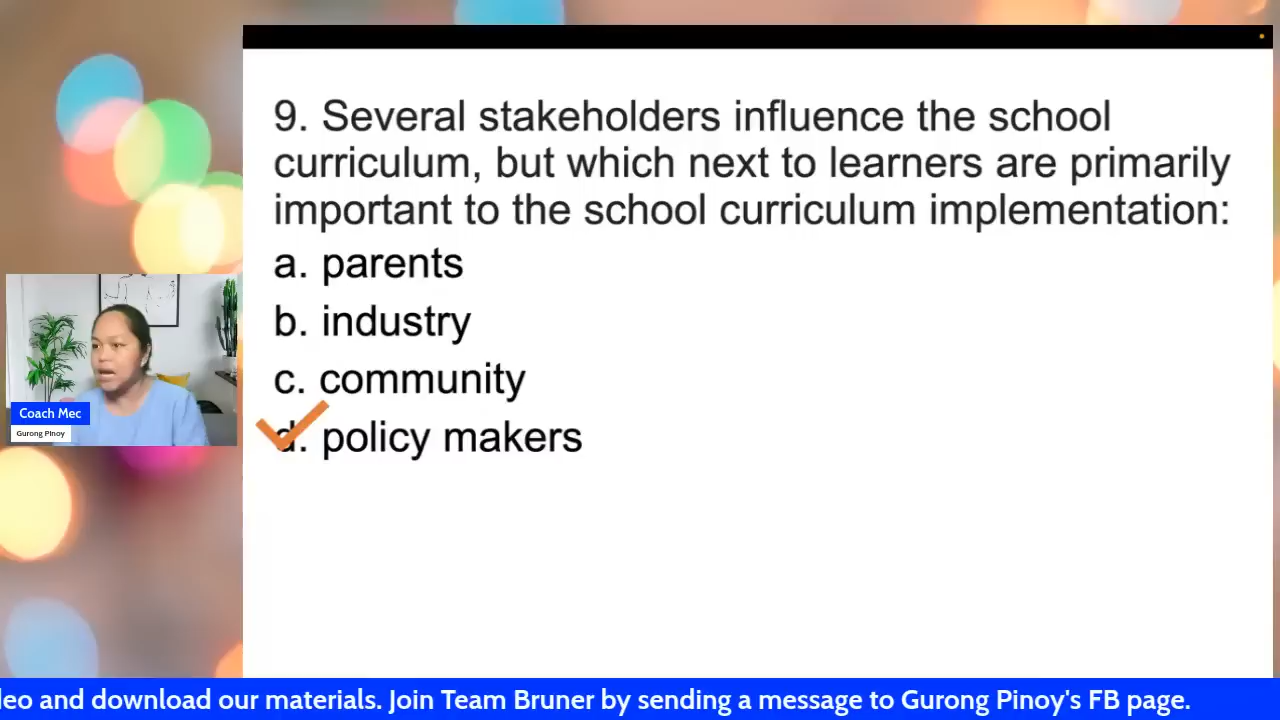 9. Several stakeholders influence the school
curriculum, but which next to learners are primarily
important to the school curriculum implementation:
a. parents
b. industry
c. community
d. policy makers
Coach Mec
Gurong Pinoy
deo and download our materials. Join Team Bruner by sending a message to Gurong Pinoy's FB page.